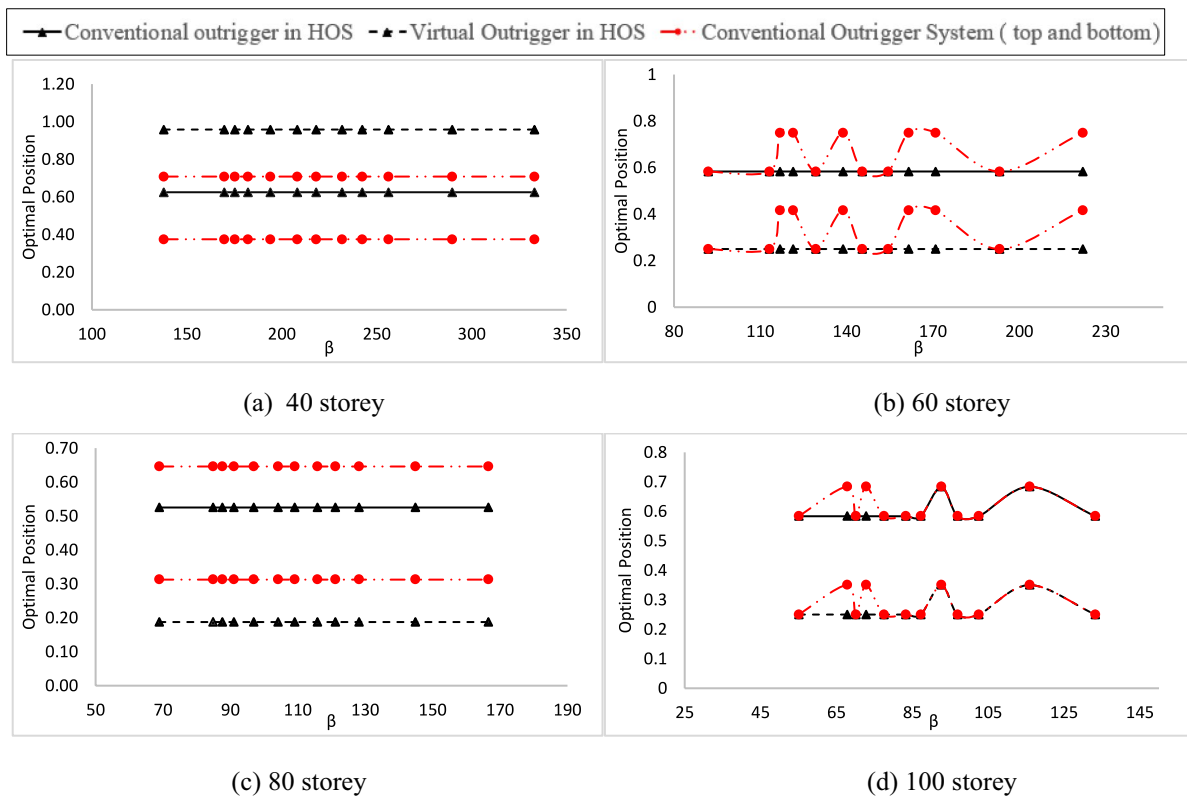 Conventional outrigger in HOS Virtual Outrigger in HOS Conventional Outrigger System ( top and bottom)
1.20
1.00
0.80
0.60
0.40
0.20
0.00
Optimal Position
100 150 200 250 300 350
β
(a) 40 storey
1
0.8
0.6
0.4
0.2
0
Optimal Position
80 110 140 170 200 230
β
(b) 60 storey
0.70
0.60
0.50
0.40
0.30
0.20
0.10
0.00
Optimal Position
50 70 90 110 130 150 170 190
β
(c) 80 storey
0.8
0.7
0.6
0.5
0.4
0.3
0.2
0.1
0
Optimal Position
25 45 65 85 105 125 145
β
(d) 100 storey